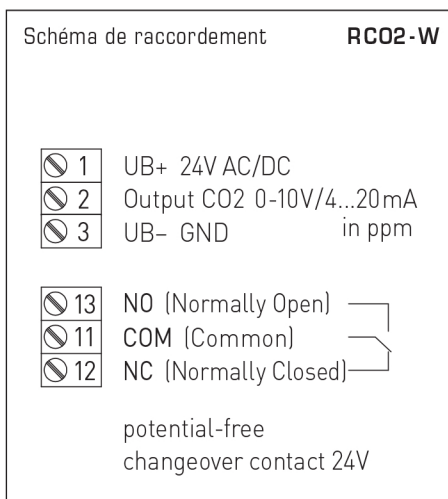 Schéma de raccordement RCO2-W
1 UB+ 24V AC/DC
2 Output CO2 0-10V/4...20mA
3 UB– GND in ppm
13 NO (Normally Open)
11 COM (Common)
12 NC (Normally Closed)
potential-free
changeover contact 24V